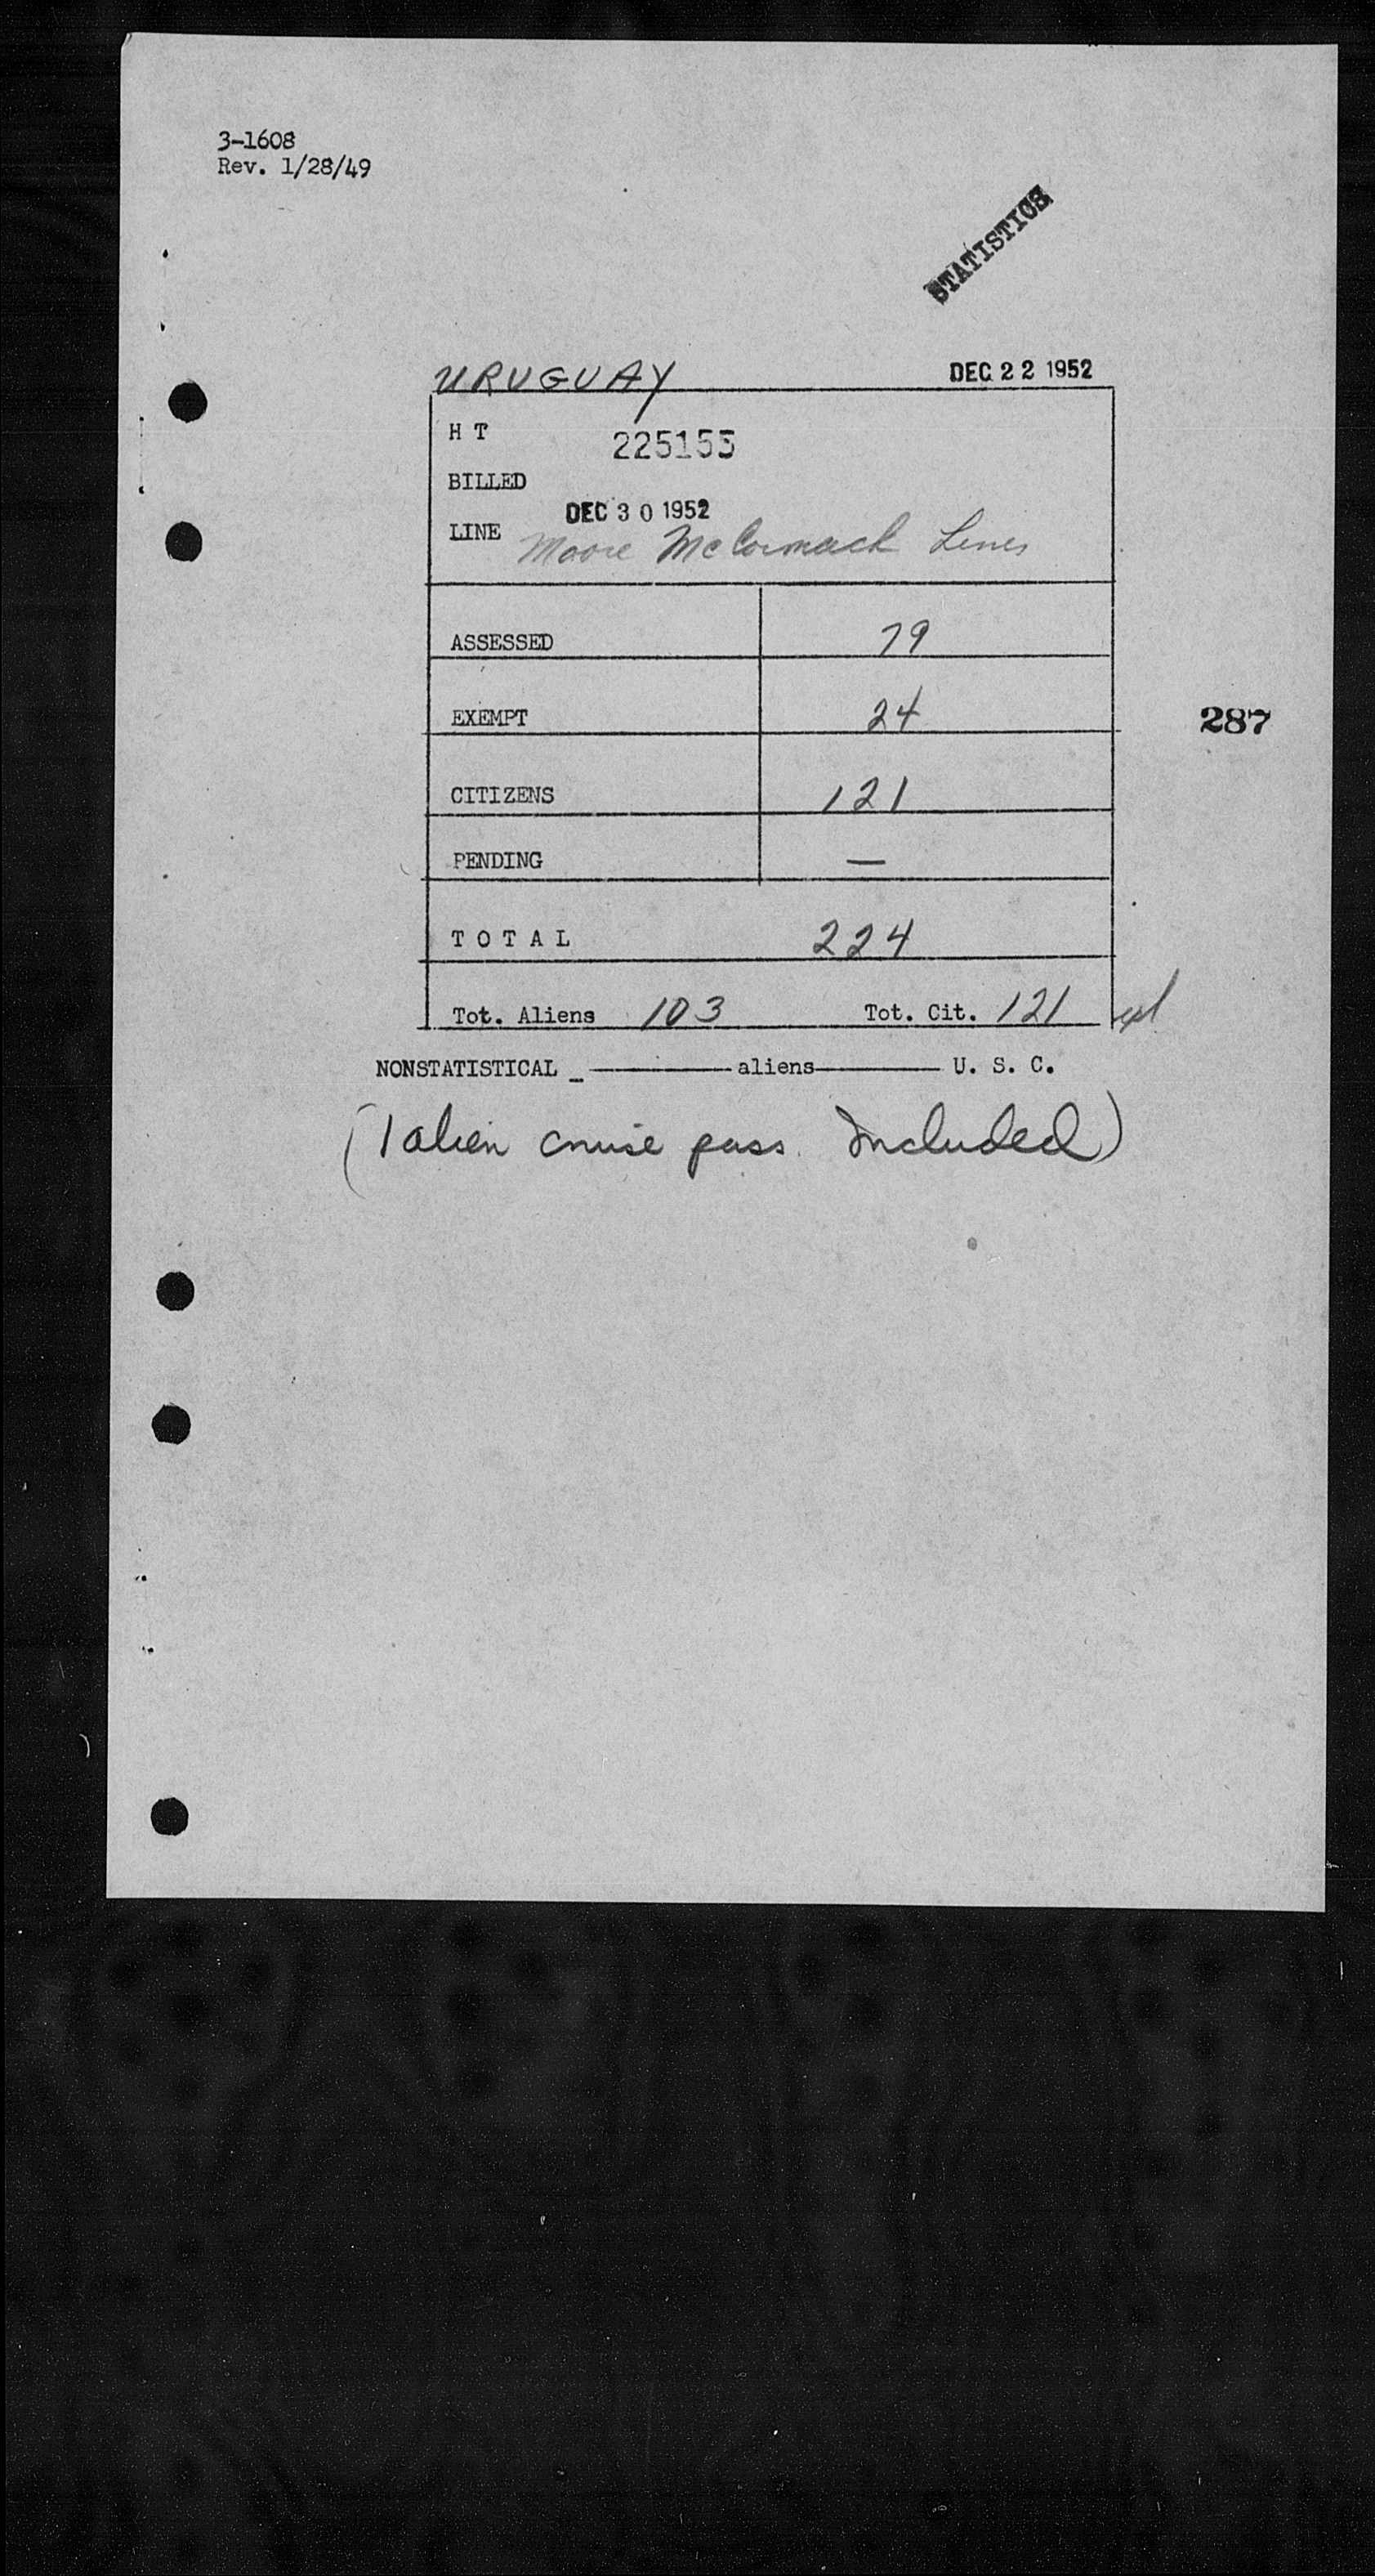 3-1608
Rev. 1/28/49
STATISTICS
URUGUAY DEC 22 1952
H T 225155
BILLED
DEC 30 1952
LINE Moore McCormack Lines
ASSESSED 79
EXEMPT 24
287
CITIZENS 121
PENDING —
T O T A L 224
Tot. Aliens 103 Tot. Cit. 121
NONSTATISTICAL _ ———— aliens ———— U. S. C.
(1 alien cruise pass. Included)